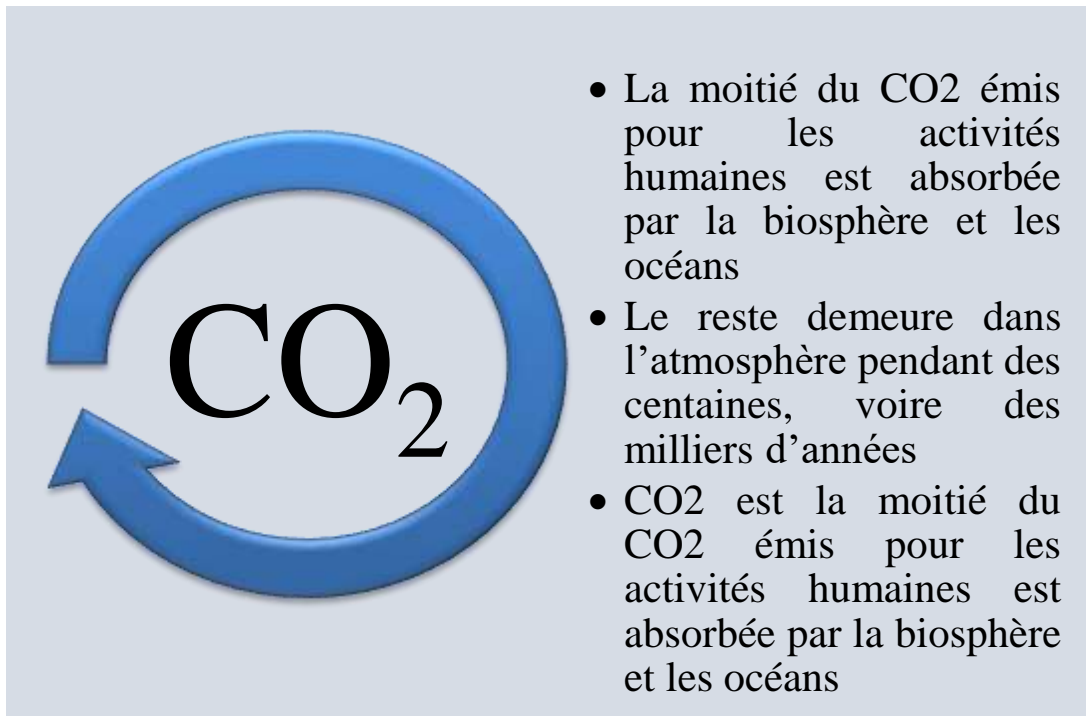 CO₂
• La moitié du CO2 émis
pour les activités
humaines est absorbée
par la biosphère et les
océans
• Le reste demeure dans
l’atmosphère pendant des
centaines, voire des
milliers d’années
• CO2 est la moitié du
CO2 émis pour les
activités humaines est
absorbée par la biosphère
et les océans